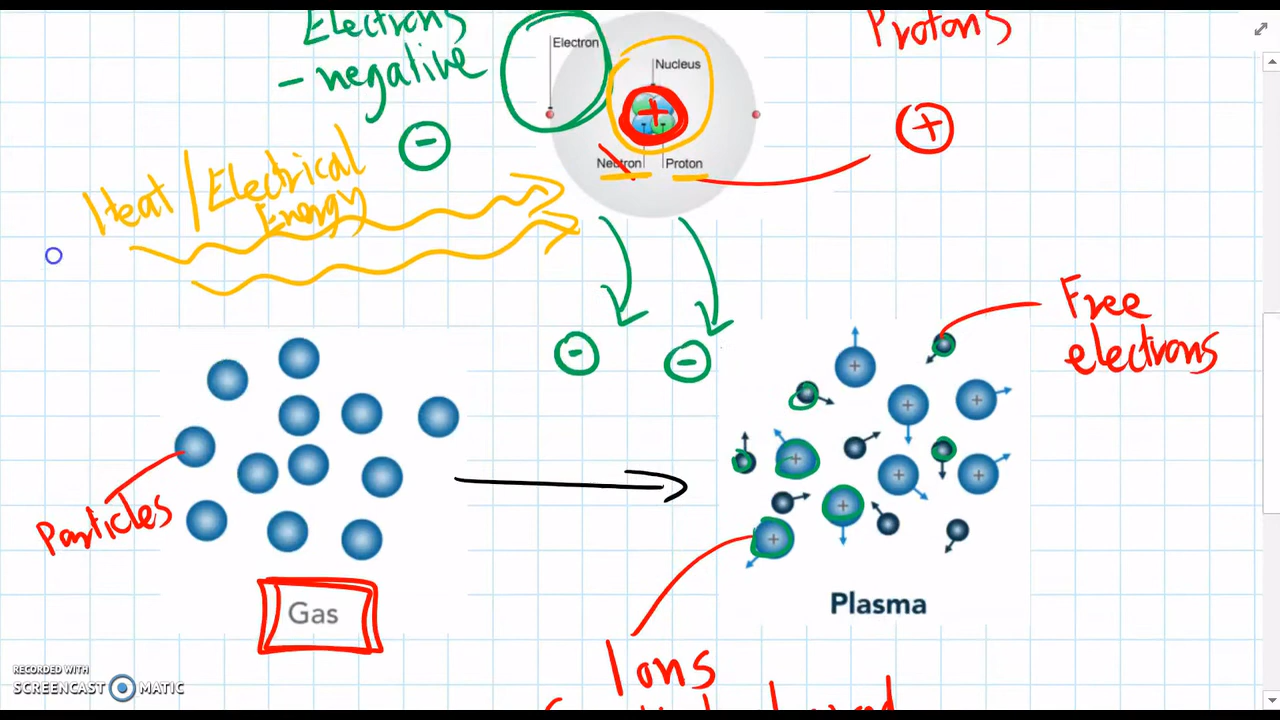 Electrons
- negative
Protons
Electron
Nucleus
+
Neutron
Proton
+
-
Heat / Electrical
Energy
-
-
Free
electrons
Particles
Gas
Plasma
Ions
RECORDED WITH
SCREENCAST MATIC